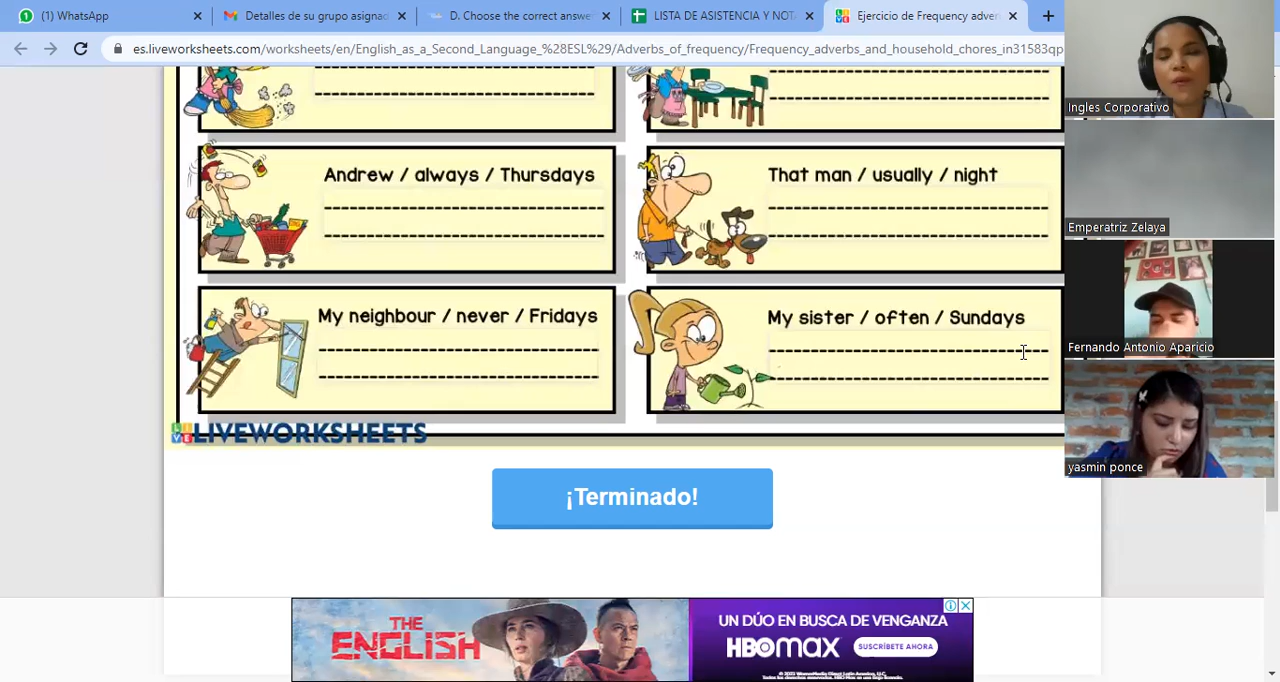 (1) WhatsApp
Detalles de su grupo asignad
D. Choose the correct answer
LISTA DE ASISTENCIA Y NOT
Ejercicio de Frequency adver
es.liveworksheets.com/worksheets/en/English_as_a_Second_Language_%28ESL%29/Adverbs_of_frequency/Frequency_adverbs_and_household_chores_in31583qp
Ingles Corporativo
Emperatriz Zelaya
Fernando Antonio Aparicio
yasmin ponce
Andrew / always / Thursdays
That man / usually / night
My neighbour / never / Fridays
My sister / often / Sundays
LIVEWORKSHEETS
¡Terminado!
THE
ENGLISH
UN DÚO EN BUSCA DE VENGANZA
HBOMAX
SUSCRÍBETE AHORA